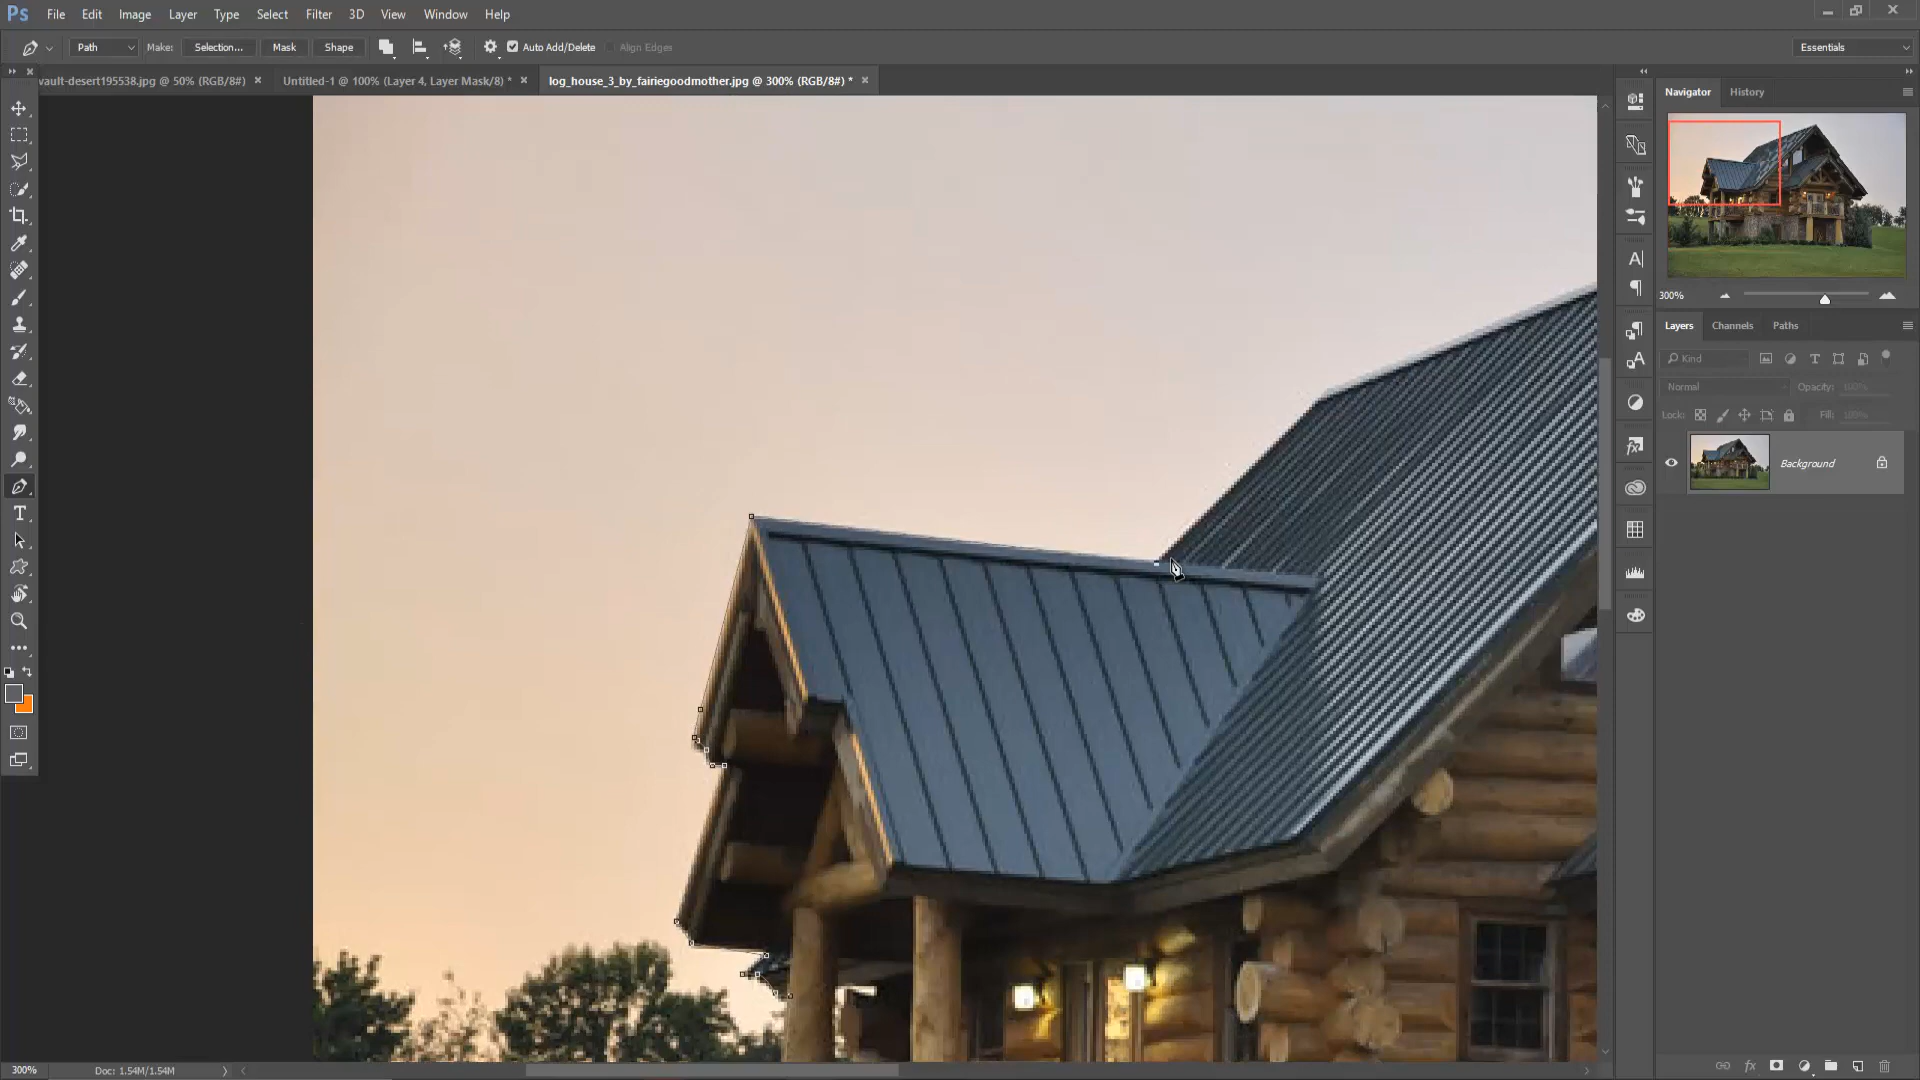 Ps File Edit Image Layer Type Select Filter 3D View Window Help
Path Make: Selection... Mask Shape Auto Add/Delete Align Edges Essentials
vault-desert195538.jpg @ 50% (RGB/8#) Untitled-1 @ 100% (Layer 4, Layer Mask/8) * log_house_3_by_fairiegoodmother.jpg @ 300% (RGB/8#) *
Navigator History
300%
Layers Channels Paths
Kind
Normal Opacity: 100%
Lock: Fill: 100%
Background
300% Doc: 1.54M/1.54M